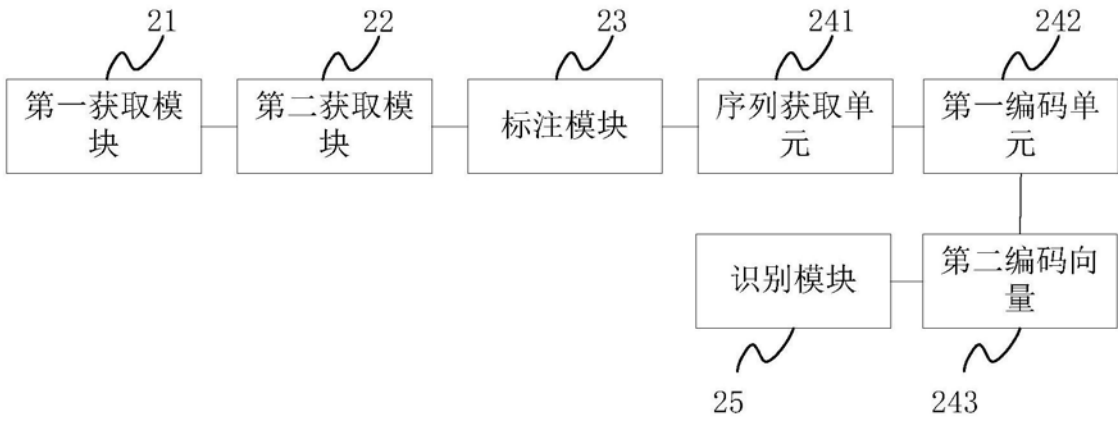 21
22
23
241
242
第一获取模
块
第二获取模
块
标注模块
序列获取单
元
第一编码单
元
识别模块
第二编码向
量
25
243